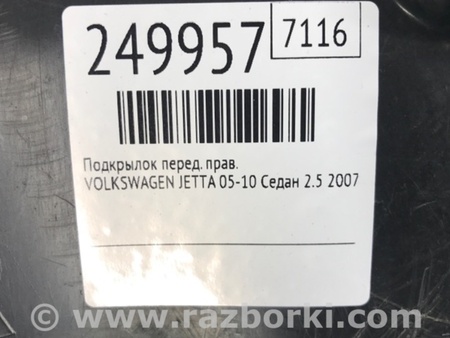 249957 7116
Подкрылок перед. прав.
VOLKSWAGEN JETTA 05-10 Седан 2.5 2007
© www.razborki.com